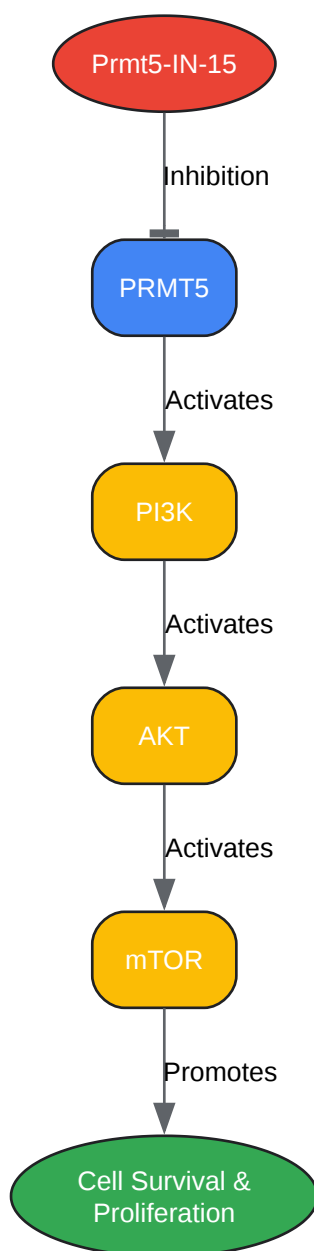 Prmt5-IN-15
Inhibition
PRMT5
Activates
PI3K
Activates
AKT
Activates
mTOR
Promotes
Cell Survival &
Proliferation